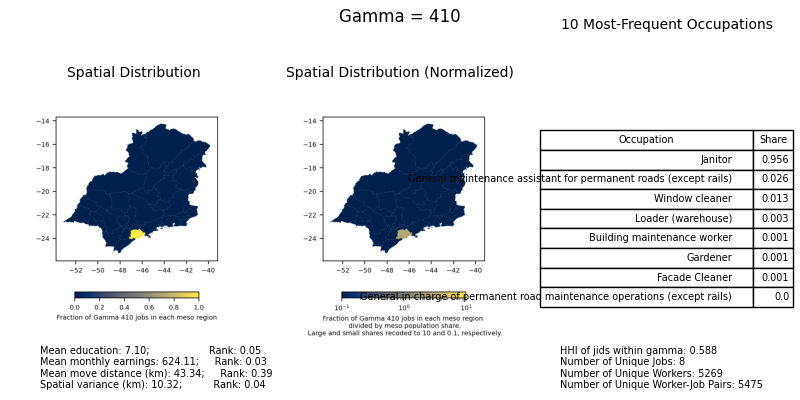 Gamma = 410
10 Most-Frequent Occupations
Spatial Distribution
Spatial Distribution (Normalized)
−14
−16
−18
−20
−22
−24
−52 −50 −48 −46 −44 −42 −40
0.0 0.2 0.4 0.6 0.8 1.0
Fraction of Gamma 410 jobs in each meso region
−14
−16
−18
−20
−22
−24
−52 −50 −48 −46 −44 −42 −40
10⁻¹ 10⁰ 10¹
Fraction of Gamma 410 jobs in each meso region
divided by meso population share.
Large and small shares recoded to 10 and 0.1, respectively.
Occupation Share
Janitor 0.956
General maintenance assistant for permanent roads (except rails) 0.026
Window cleaner 0.013
Loader (warehouse) 0.003
Building maintenance worker 0.001
Gardener 0.001
Facade Cleaner 0.001
General in charge of permanent road maintenance operations (except rails) 0.0
Mean education: 7.10; Rank: 0.05
Mean monthly earnings: 624.11; Rank: 0.03
Mean move distance (km): 43.34; Rank: 0.39
Spatial variance (km): 10.32; Rank: 0.04
HHI of jids within gamma: 0.588
Number of Unique Jobs: 8
Number of Unique Workers: 5269
Number of Unique Worker-Job Pairs: 5475